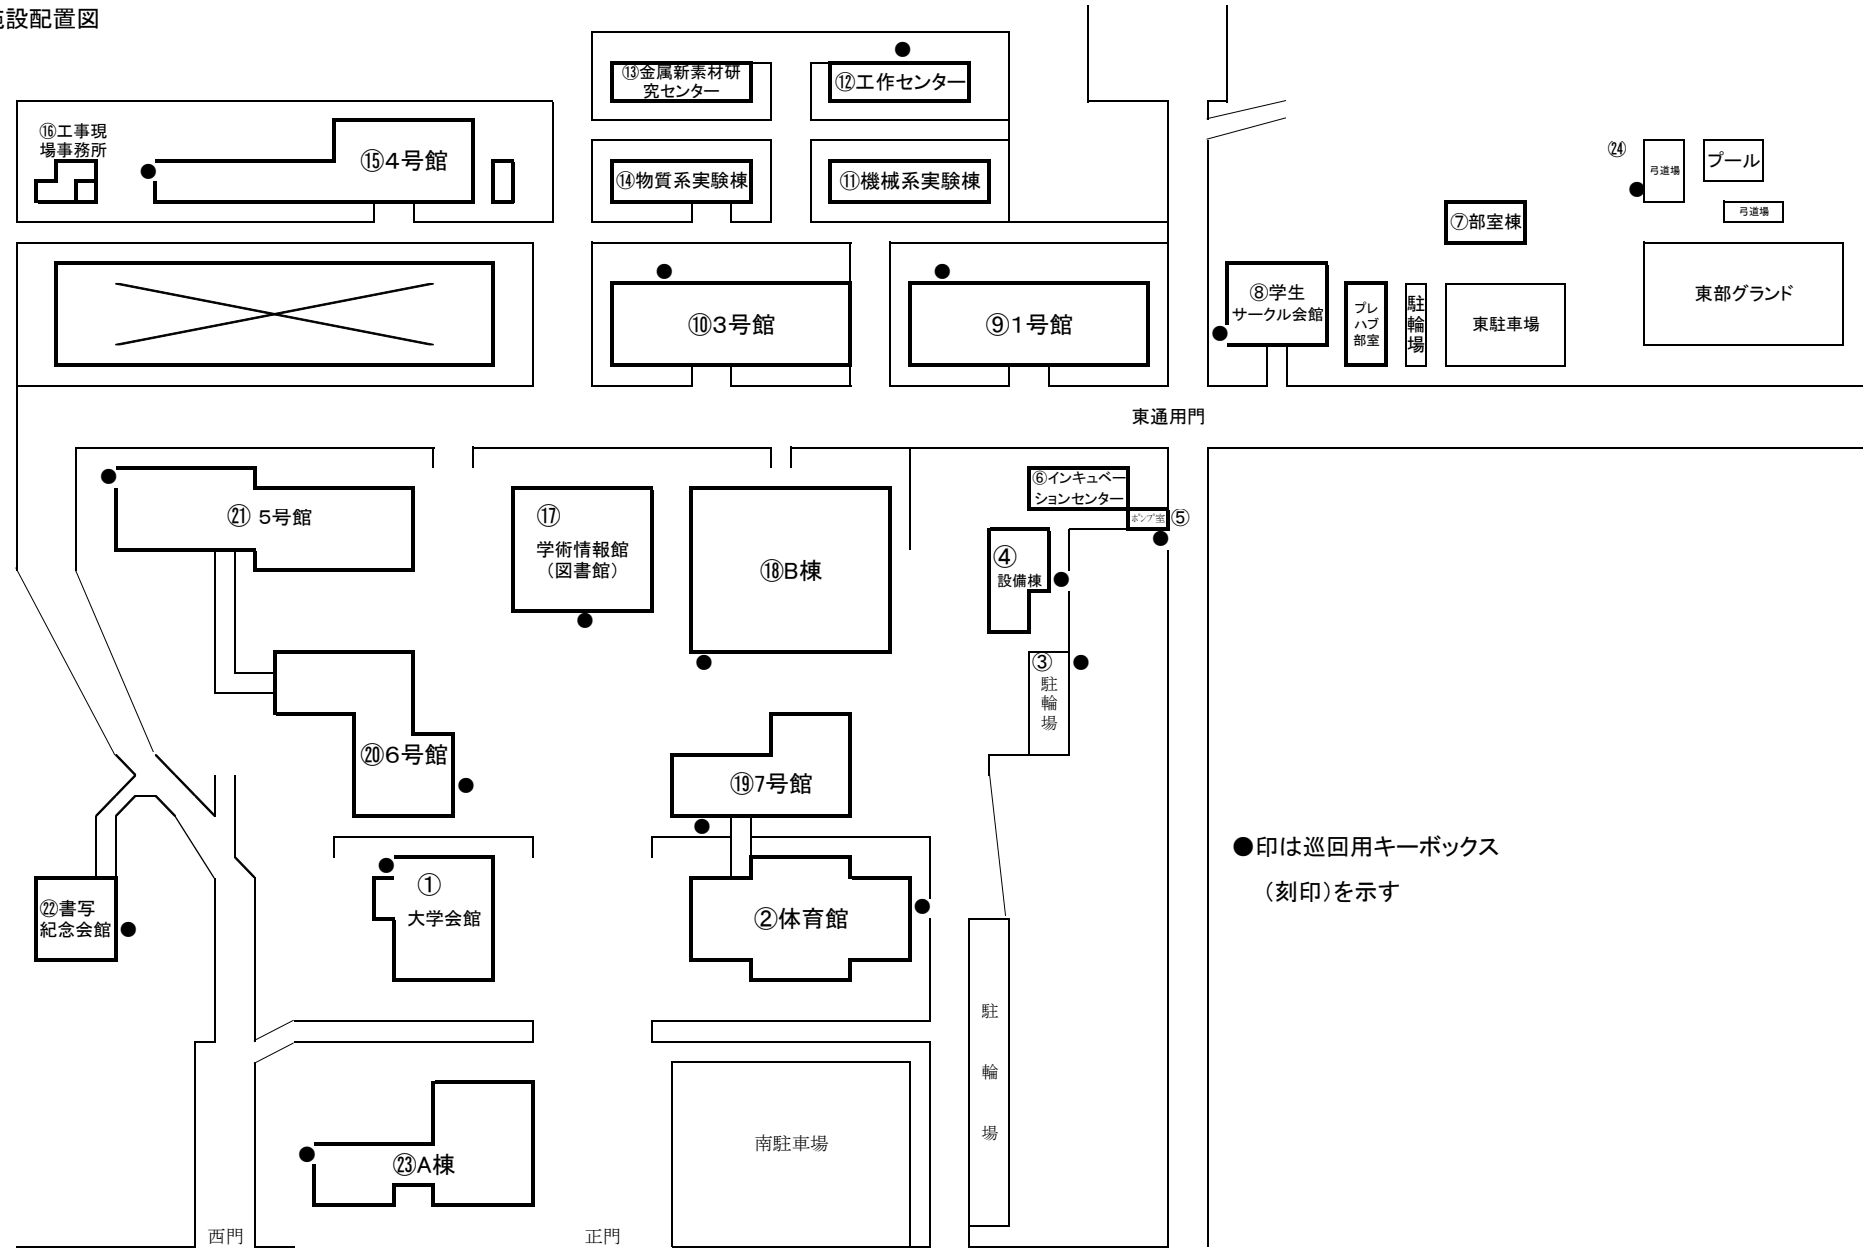 設配置図
⑬金属新素材研
究センター
⑫工作センター
⑯工事現
場事務所
⑮4号館
⑭物質系実験棟
⑪機械系実験棟
㉔
弓道場
プール
弓道場
⑦部室棟
⑩3号館
⑨1号館
⑧学生
サークル会館
プレ
ハブ
部室
駐輪場
東駐車場
東部グランド
東通用門
㉑ 5号館
⑰
学術情報館
（図書館）
⑱B棟
⑥インキュベー
ションセンター
ポンプ室
⑤
④
設備棟
③
駐輪場
⑳6号館
⑲7号館
●印は巡回用キーボックス
（刻印）を示す
㉒書写
紀念会館
①
大学会館
②体育館
駐輪場
南駐車場
㉓A棟
西門
正門